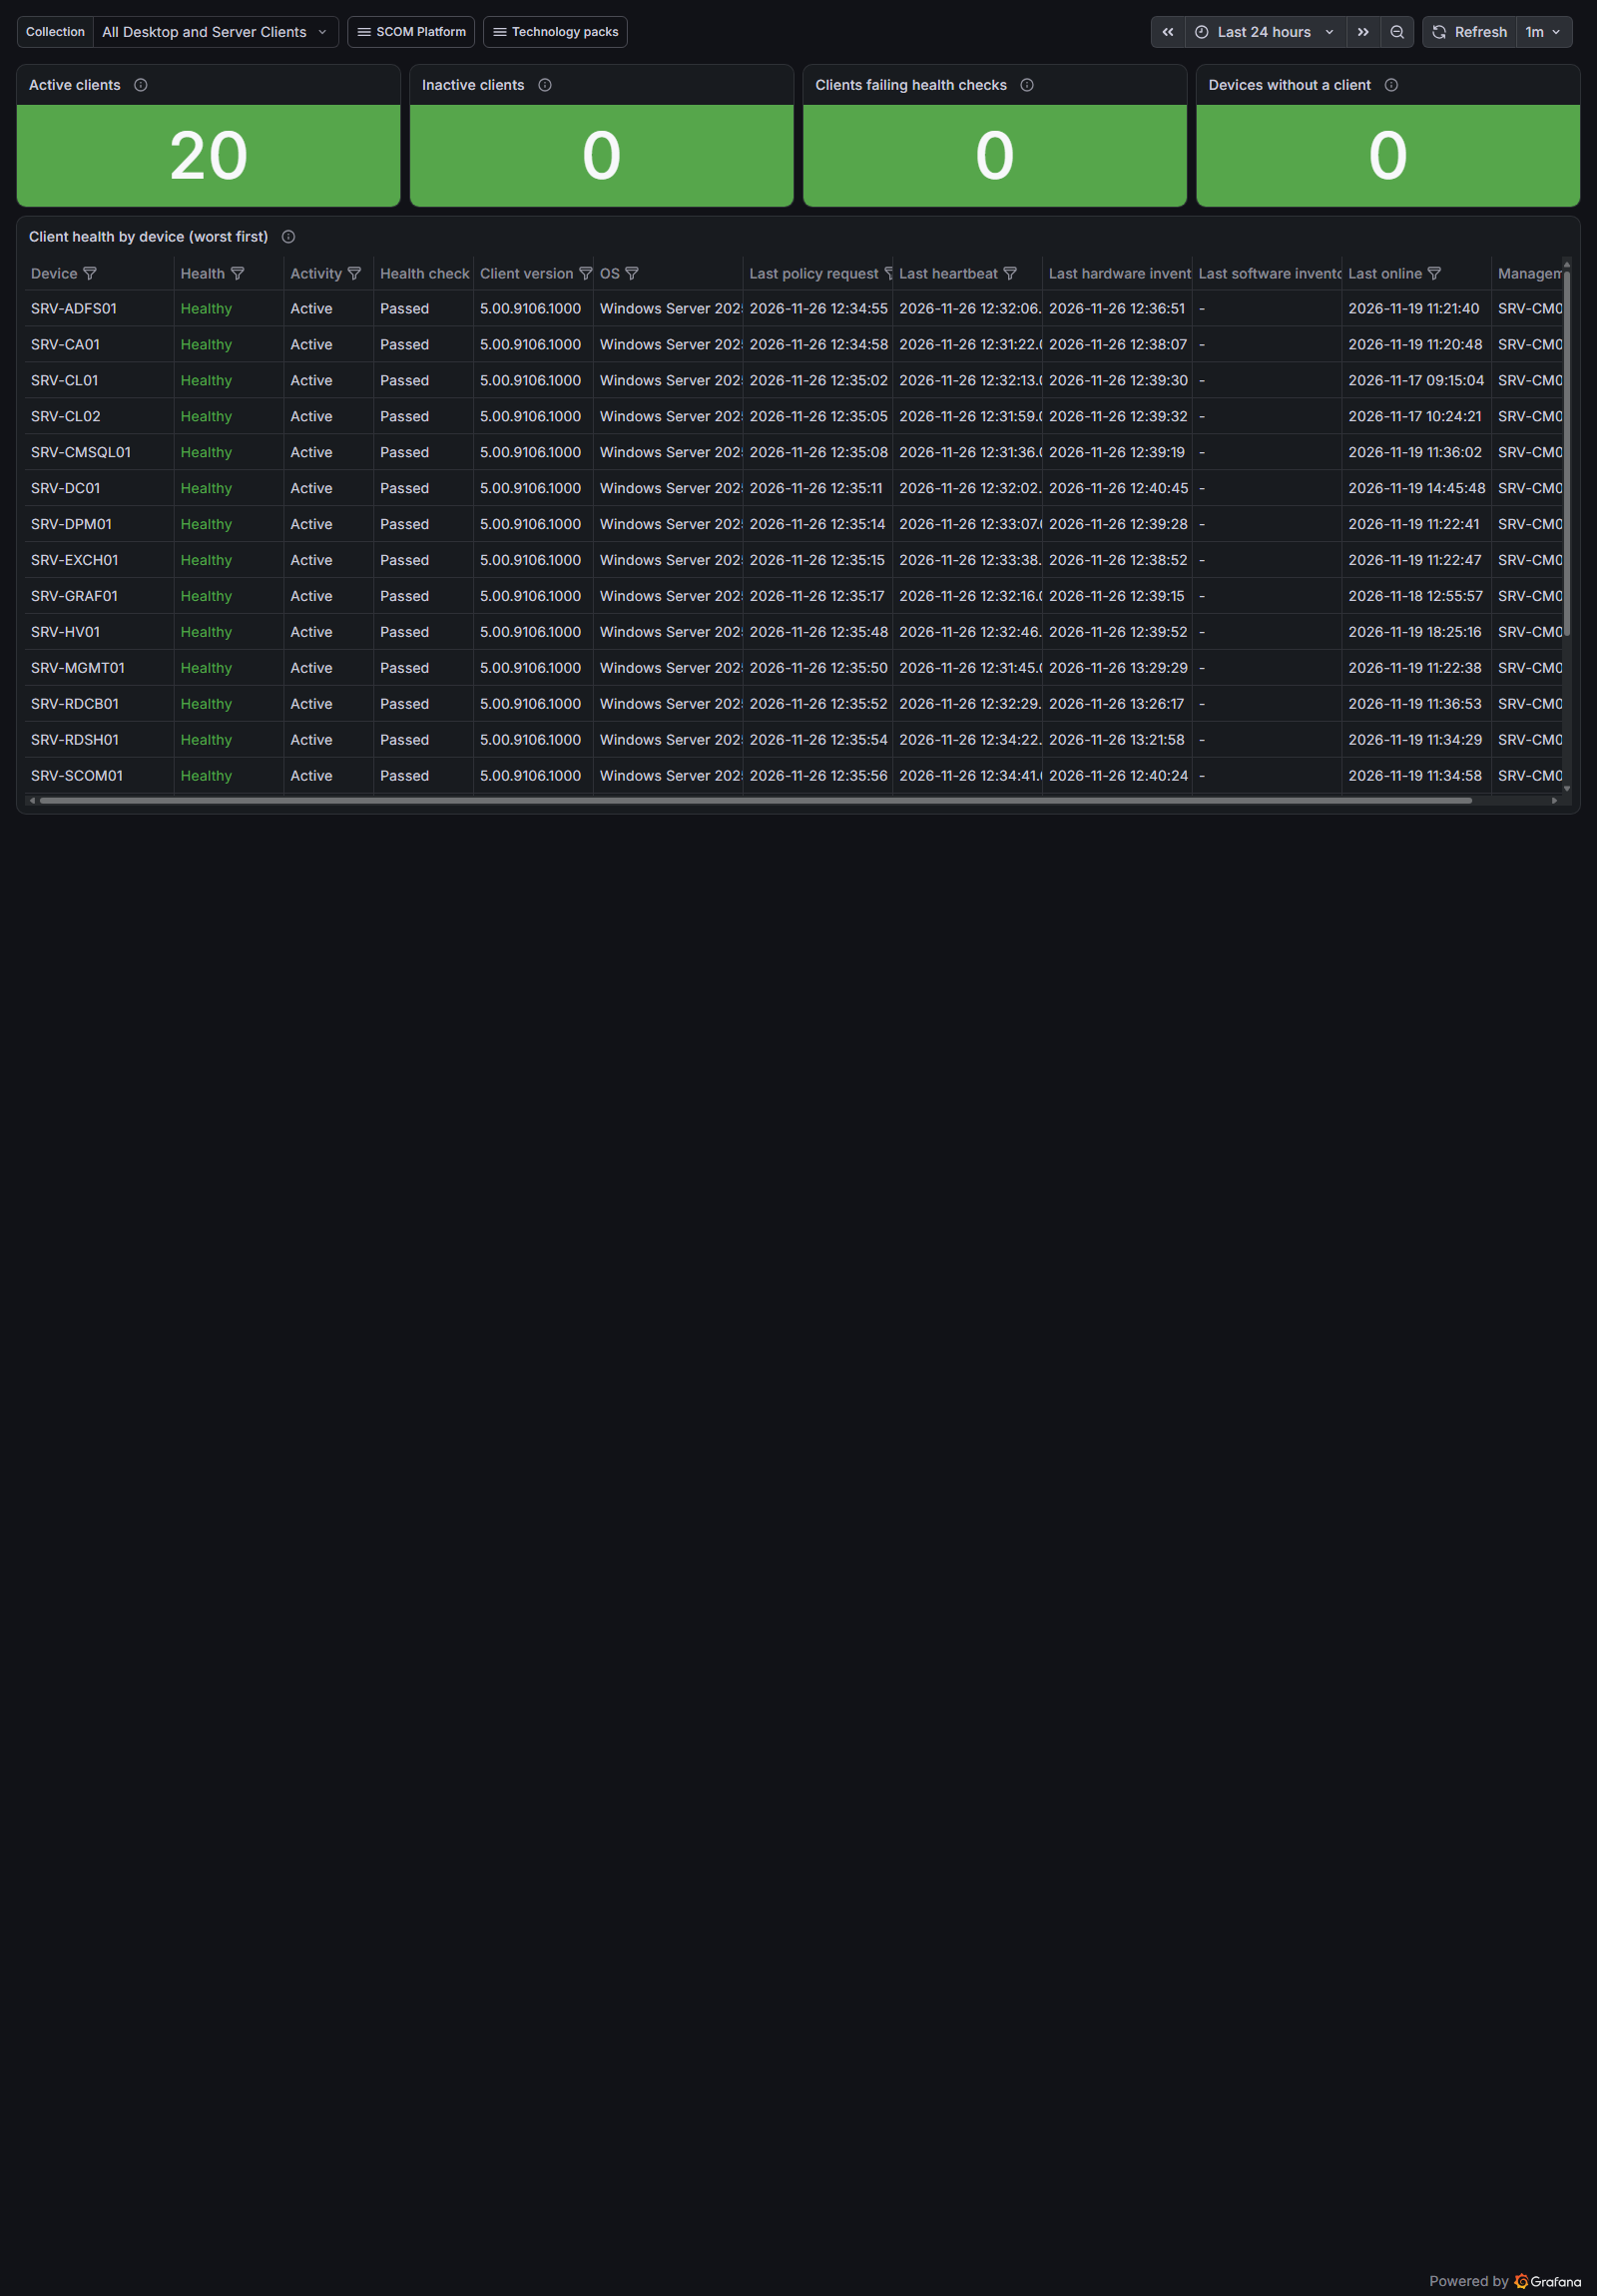 Collection All Desktop and Server Clients SCOM Platform Technology packs Last 24 hours Refresh 1m
Active clients Inactive clients Clients failing health checks Devices without a client
20 0 0 0
Client health by device (worst first)
Device Health Activity Health check Client version OS Last policy request Last heartbeat Last hardware invent Last software invento Last online Managem
SRV-ADFS01 Healthy Active Passed 5.00.9106.1000 Windows Server 202 2026-11-26 12:34:55 2026-11-26 12:32:06. 2026-11-26 12:36:51 - 2026-11-19 11:21:40 SRV-CM0
SRV-CA01 Healthy Active Passed 5.00.9106.1000 Windows Server 202 2026-11-26 12:34:58 2026-11-26 12:31:22.0 2026-11-26 12:38:07 - 2026-11-19 11:20:48 SRV-CM0
SRV-CL01 Healthy Active Passed 5.00.9106.1000 Windows Server 202 2026-11-26 12:35:02 2026-11-26 12:32:13.0 2026-11-26 12:39:30 - 2026-11-17 09:15:04 SRV-CM0
SRV-CL02 Healthy Active Passed 5.00.9106.1000 Windows Server 202 2026-11-26 12:35:05 2026-11-26 12:31:59.0 2026-11-26 12:39:32 - 2026-11-17 10:24:21 SRV-CM0
SRV-CMSQL01 Healthy Active Passed 5.00.9106.1000 Windows Server 202 2026-11-26 12:35:08 2026-11-26 12:31:36.0 2026-11-26 12:39:19 - 2026-11-19 11:36:02 SRV-CM0
SRV-DC01 Healthy Active Passed 5.00.9106.1000 Windows Server 202 2026-11-26 12:35:11 2026-11-26 12:32:02. 2026-11-26 12:40:45 - 2026-11-19 14:45:48 SRV-CM0
SRV-DPM01 Healthy Active Passed 5.00.9106.1000 Windows Server 202 2026-11-26 12:35:14 2026-11-26 12:33:07.0 2026-11-26 12:39:28 - 2026-11-19 11:22:41 SRV-CM0
SRV-EXCH01 Healthy Active Passed 5.00.9106.1000 Windows Server 202 2026-11-26 12:35:15 2026-11-26 12:33:38. 2026-11-26 12:38:52 - 2026-11-19 11:22:47 SRV-CM0
SRV-GRAF01 Healthy Active Passed 5.00.9106.1000 Windows Server 202 2026-11-26 12:35:17 2026-11-26 12:32:16.0 2026-11-26 12:39:15 - 2026-11-18 12:55:57 SRV-CM0
SRV-HV01 Healthy Active Passed 5.00.9106.1000 Windows Server 202 2026-11-26 12:35:48 2026-11-26 12:32:46. 2026-11-26 12:39:52 - 2026-11-19 18:25:16 SRV-CM0
SRV-MGMT01 Healthy Active Passed 5.00.9106.1000 Windows Server 202 2026-11-26 12:35:50 2026-11-26 12:31:45.0 2026-11-26 13:29:29 - 2026-11-19 11:22:38 SRV-CM0
SRV-RDCB01 Healthy Active Passed 5.00.9106.1000 Windows Server 202 2026-11-26 12:35:52 2026-11-26 12:32:29. 2026-11-26 13:26:17 - 2026-11-19 11:36:53 SRV-CM0
SRV-RDSH01 Healthy Active Passed 5.00.9106.1000 Windows Server 202 2026-11-26 12:35:54 2026-11-26 12:34:22. 2026-11-26 13:21:58 - 2026-11-19 11:34:29 SRV-CM0
SRV-SCOM01 Healthy Active Passed 5.00.9106.1000 Windows Server 202 2026-11-26 12:35:56 2026-11-26 12:34:41.0 2026-11-26 12:40:24 - 2026-11-19 11:34:58 SRV-CM0
Powered by Grafana